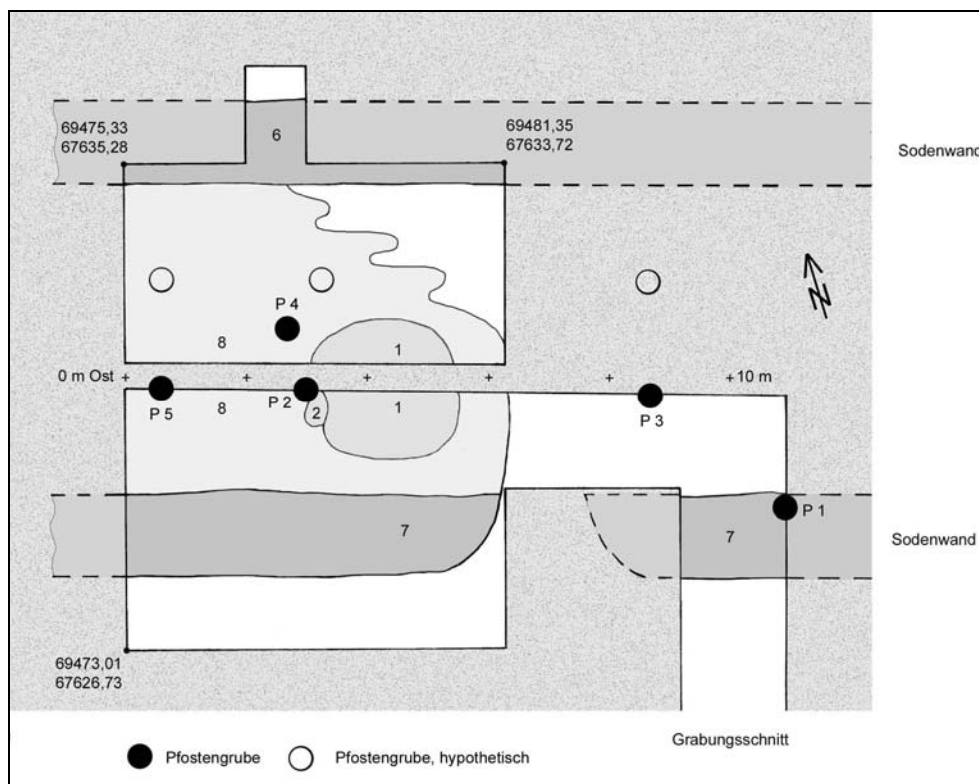 69475,33
67635,28
6
69481,35
67633,72
Sodenwand
P 4
8
1
0 m Ost
10 m
P 5
8
P 2
2
1
P 3
7
7
P 1
Sodenwand
69473,01
67626,73
Grabungsschnitt
Pfostengrube
Pfostengrube, hypothetisch